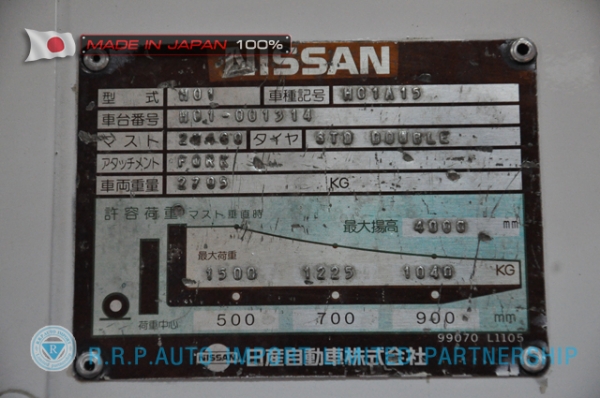 MADE IN JAPAN 100%
NISSAN
型式 H01 車種記号 H01A15
車台番号 H01-001314
マスト タイヤ STD DOUBLE
アタッチメント FORK
車両重量 2705 KG
許容荷重 マスト垂直時 最大揚高 4000 mm
最大荷重
1500 1225 1040 KG
荷重中心 500 700 900 mm
99070 L1105
R.R.P.AUTO IMPORT LIMITED PARTNERSHIP
NISSAN 日産自動車株式会社